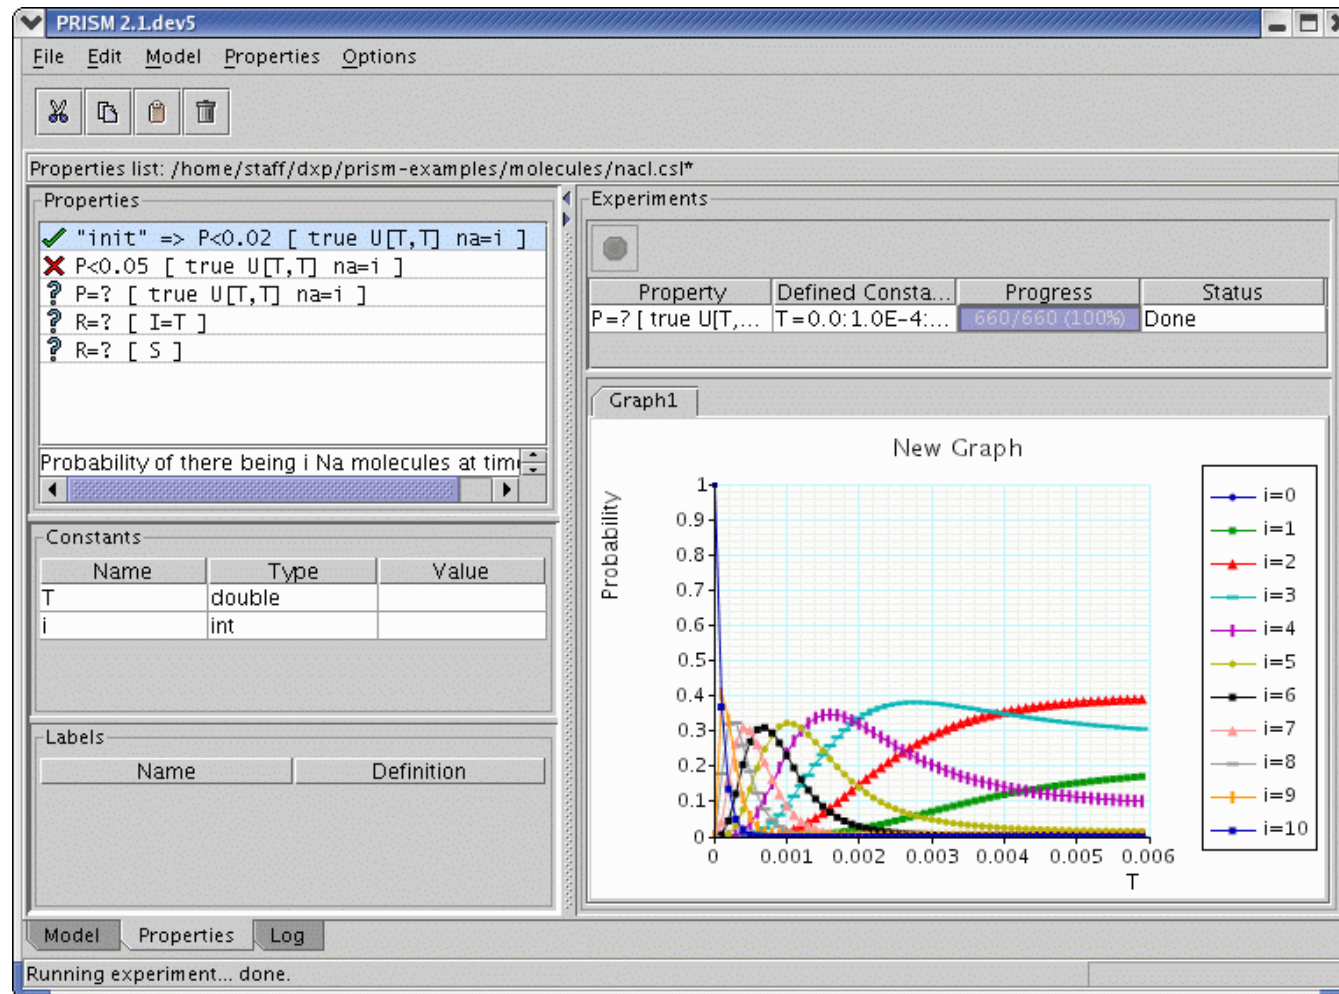 PRISM 2.1.dev5
File Edit Model Properties Options
Properties list: /home/staff/dxp/prism-examples/molecules/nacl.csl*
Properties
"init" => P<0.02 [ true U[T,T] na=i ]
P<0.05 [ true U[T,T] na=i ]
P=? [ true U[T,T] na=i ]
R=? [ I=T ]
R=? [ S ]
Probability of there being i Na molecules at tim
Constants
Name Type Value
T double
i int
Labels
Name Definition
Experiments
Property Defined Consta... Progress Status
P=? [ true U[T,... T=0.0:1.0E-4:... 660/660 (100%) Done
Graph1
New Graph
Probability
1
0.9
0.8
0.7
0.6
0.5
0.4
0.3
0.2
0.1
0
0 0.001 0.002 0.003 0.004 0.005 0.006
T
i=0
i=1
i=2
i=3
i=4
i=5
i=6
i=7
i=8
i=9
i=10
Model Properties Log
Running experiment... done.